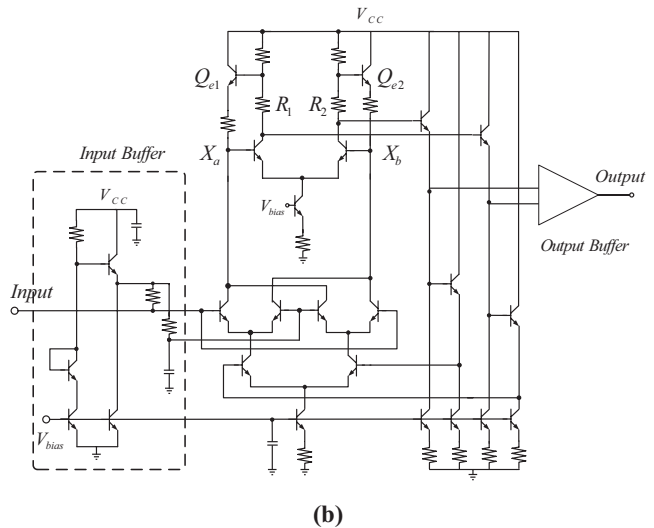 V_CC
Q_e1
Q_e2
R_1
R_2
X_a
X_b
Input Buffer
V_CC
V_bias
Output
Output Buffer
Input
V_bias
(b)